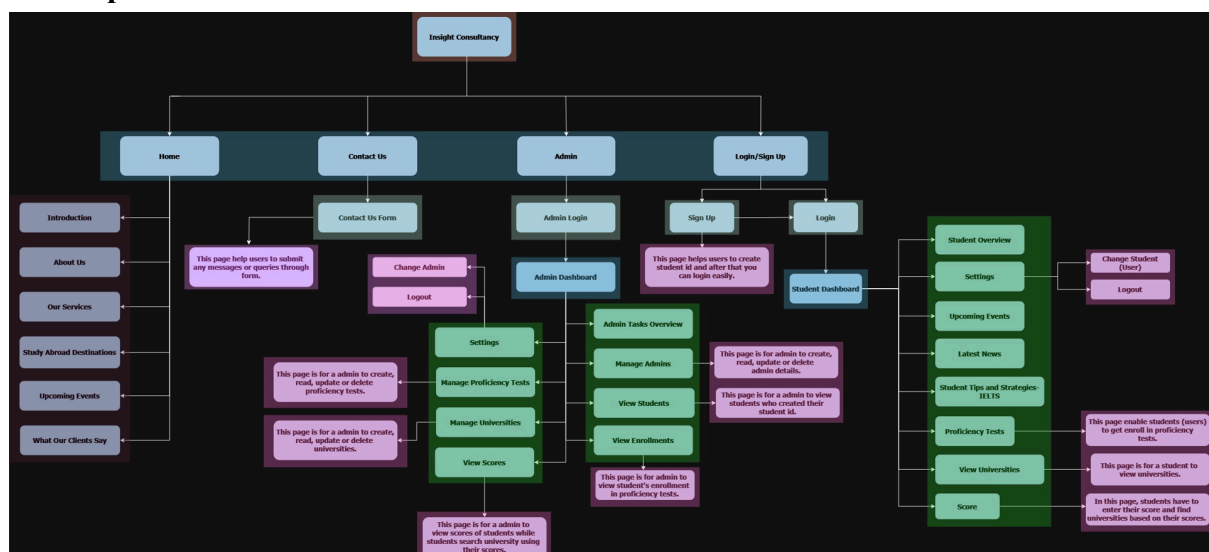 Insight Consultancy
Home
Contact Us
Admin
Login/Sign Up
Introduction
About Us
Our Services
Study Abroad Destinations
Upcoming Events
What Our Clients Say
Contact Us Form
This page help users to submit
any messages or queries through
form.
Admin Login
Admin Dashboard
Change Admin
Logout
Settings
Manage Proficiency Tests
Manage Universities
View Scores
This page is for a admin to create,
read, update or delete
proficiency tests.
This page is for a admin to create,
read, update or delete
universities.
This page is for a admin to
view scores of students while
students search university using
their scores.
Admin Tasks Overview
Manage Admins
View Students
View Enrollments
This page is for admin to create,
read, update or delete
admin details.
This page is for a admin to view
students who created their
student id.
This page is for admin to
view student's enrollment
in proficiency tests.
Sign Up
Login
This page helps users to create
student id and after that you
can login easily.
Student Dashboard
Student Overview
Settings
Upcoming Events
Latest News
Student Tips and Strategies-
IELTS
Proficiency Tests
View Universities
Score
Change Student
(User)
Logout
This page enable students (users)
to get enroll in proficiency
tests.
This page is for a student to
view universities.
In this page, students have to
enter their score and find
universities based on their scores.